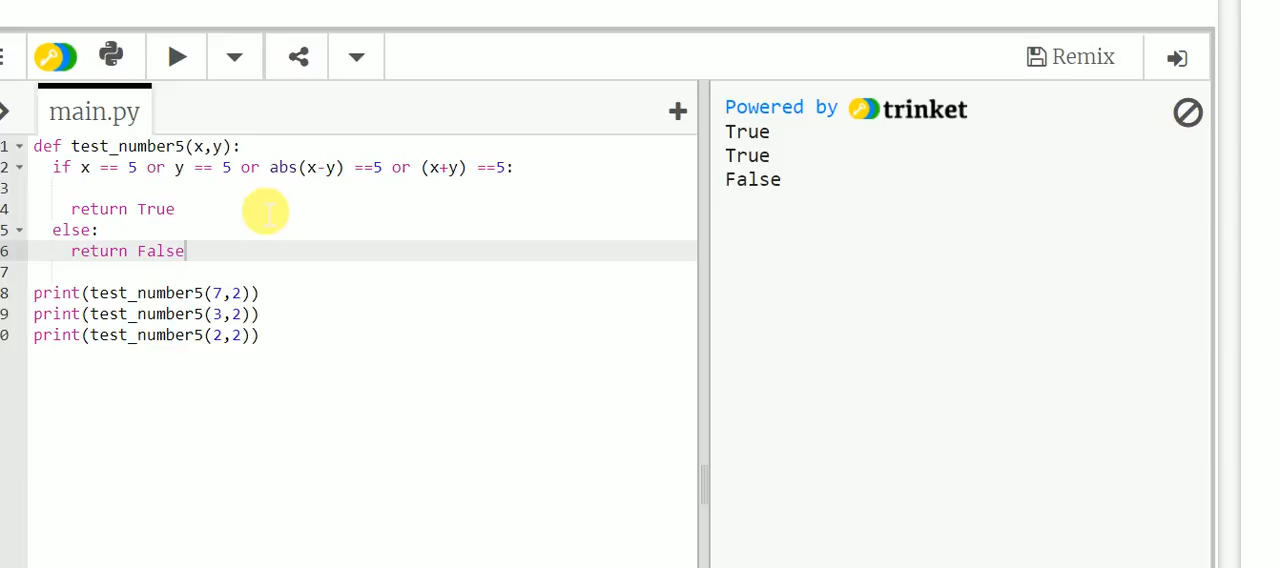 Remix
main.py
Powered by trinket
1 def test_number5(x,y):
2 if x == 5 or y == 5 or abs(x-y) ==5 or (x+y) ==5:
3
4 return True
5 else:
6 return False
7
8 print(test_number5(7,2))
9 print(test_number5(3,2))
0 print(test_number5(2,2))
True
True
False